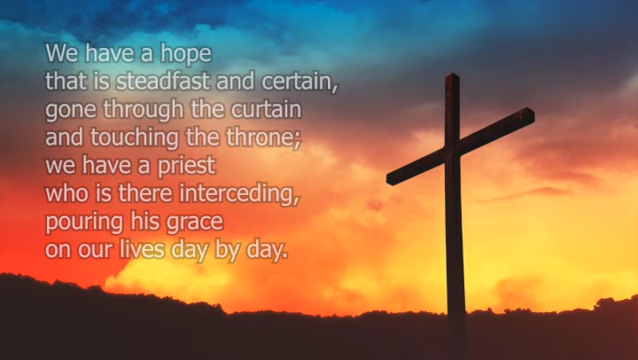 We have a hope
that is steadfast and certain,
gone through the curtain
and touching the throne;
we have a priest
who is there interceding,
pouring his grace
on our lives day by day.